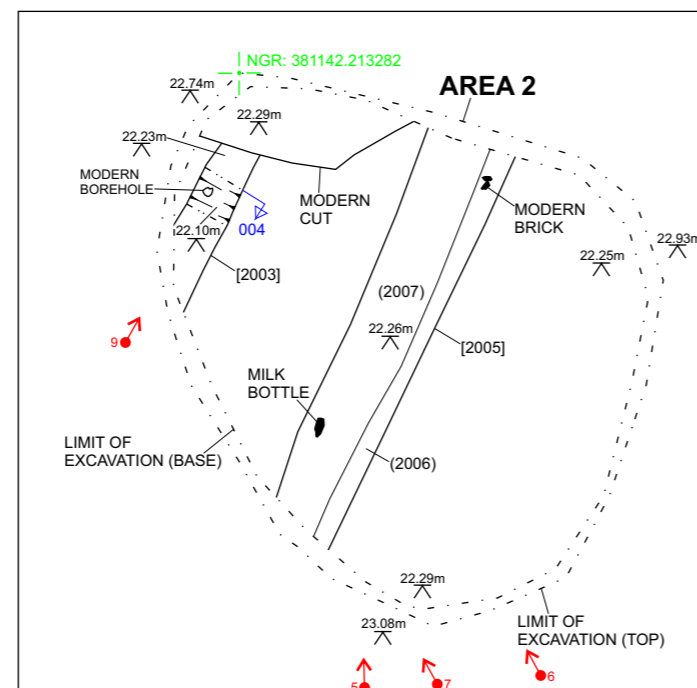 NGR: 381142.213282
AREA 2
22.74m
22.29m
22.23m
MODERN
BOREHOLE
MODERN
CUT
MODERN
BRICK
004
22.10m
22.93m
22.25m
[2003]
(2007)
22.26m
[2005]
9
MILK
BOTTLE
LIMIT OF
EXCAVATION (BASE)
(2006)
22.29m
23.08m
LIMIT OF
EXCAVATION (TOP)
5
7
6